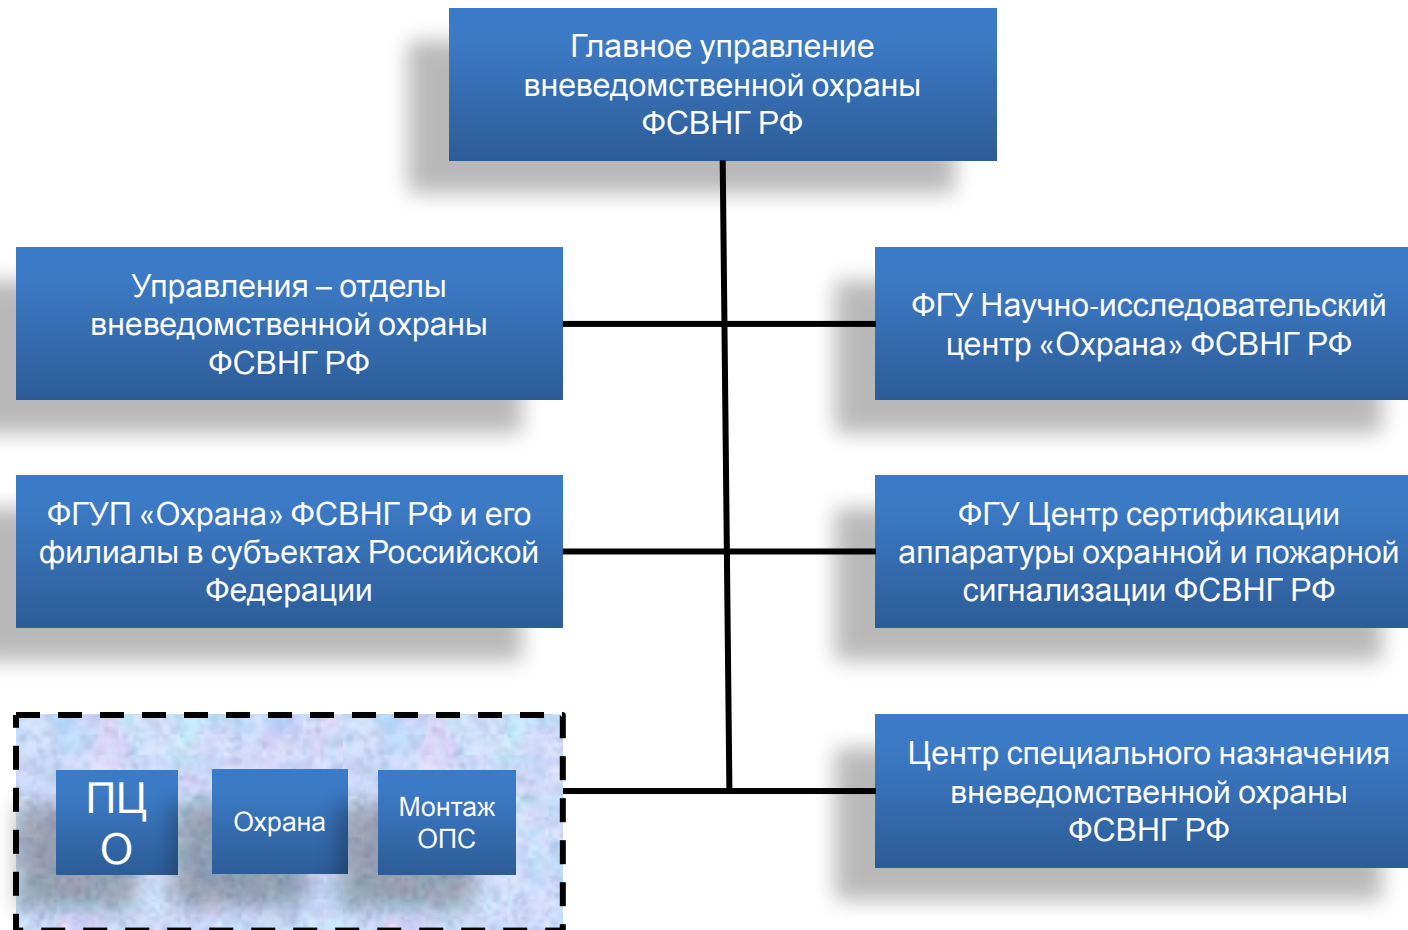 Главное управление
вневедомственной охраны
ФСВНГ РФ
Управления – отделы
вневедомственной охраны
ФСВНГ РФ
ФГУ Научно-исследовательский
центр «Охрана» ФСВНГ РФ
ФГУП «Охрана» ФСВНГ РФ и его
филиалы в субъектах Российской
Федерации
ФГУ Центр сертификации
аппаратуры охранной и пожарной
сигнализации ФСВНГ РФ
ПЦ
О
Охрана
Монтаж
ОПС
Центр специального назначения
вневедомственной охраны
ФСВНГ РФ